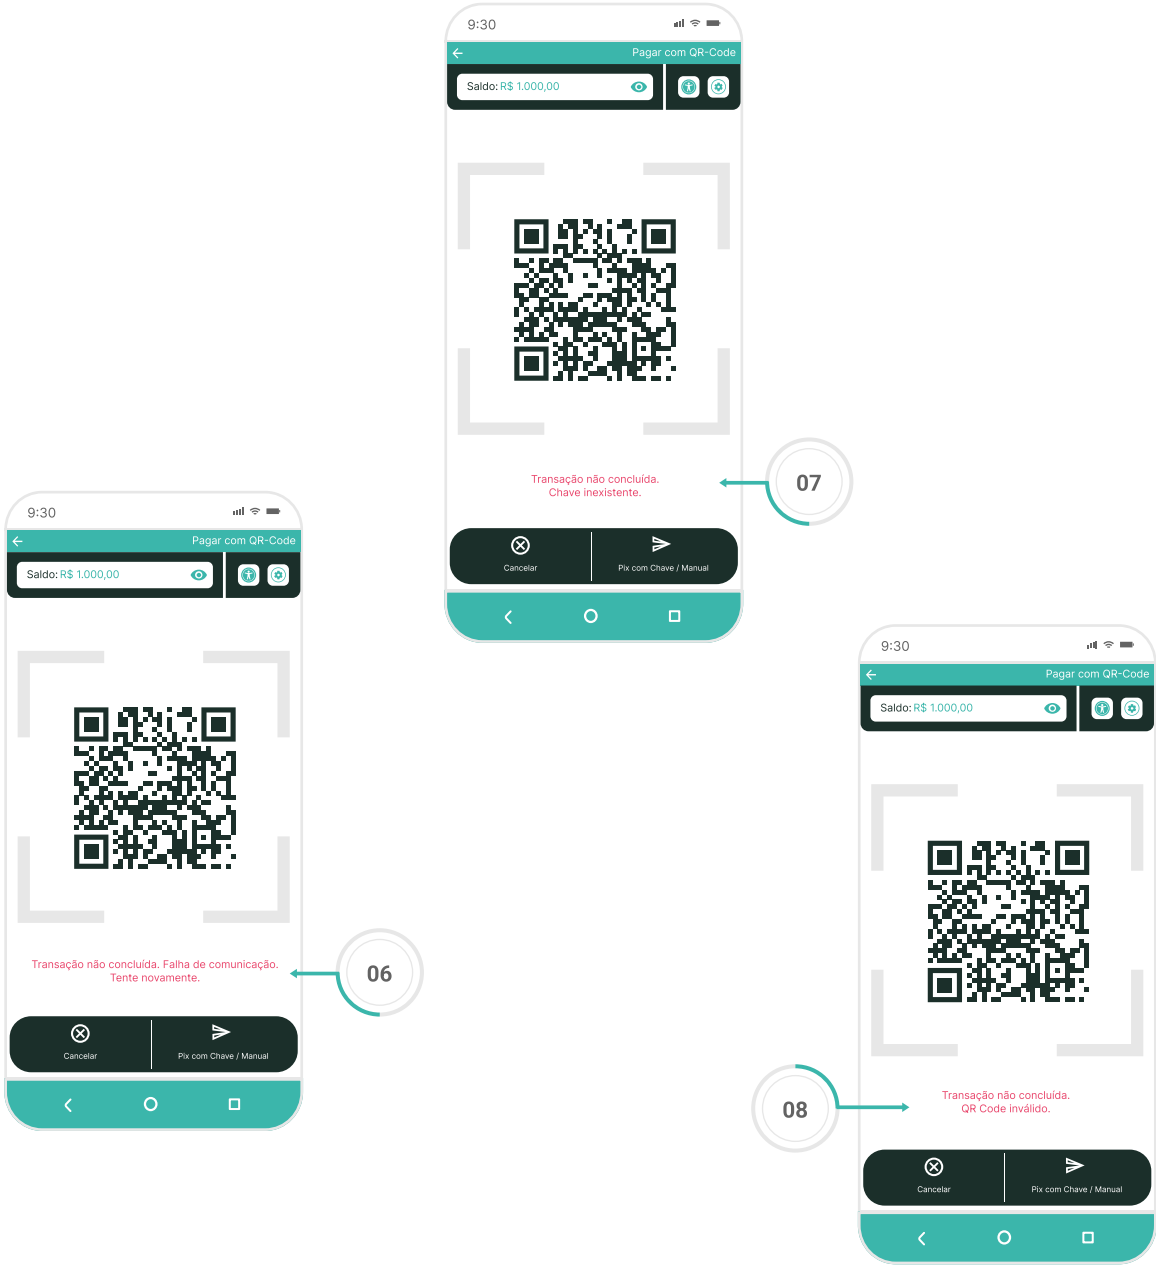 9:30
Pagar com QR-Code
Saldo: R$ 1.000,00
Transação não concluída.
Chave inexistente.
07
Cancelar
Pix com Chave / Manual
9:30
Pagar com QR-Code
Saldo: R$ 1.000,00
Transação não concluída. Falha de comunicação.
Tente novamente.
06
Cancelar
Pix com Chave / Manual
9:30
Pagar com QR-Code
Saldo: R$ 1.000,00
08
Transação não concluída.
QR Code inválido.
Cancelar
Pix com Chave / Manual